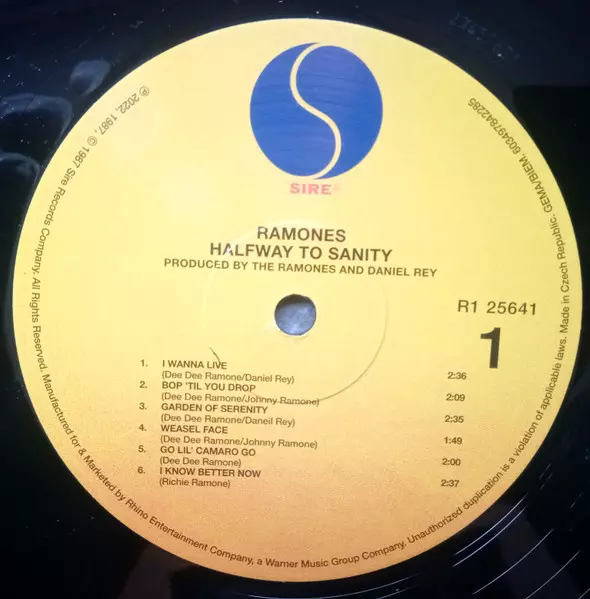 SIRE®
RAMONES
HALFWAY TO SANITY
PRODUCED BY THE RAMONES AND DANIEL REY
R1 25641
1
1. I WANNA LIVE
(Dee Dee Ramone/Daniel Rey) 2:36
2. BOP 'TIL YOU DROP
(Dee Dee Ramone/Johnny Ramone) 2:09
3. GARDEN OF SERENITY
(Dee Dee Ramone/Daneil Rey) 2:35
4. WEASEL FACE
(Dee Dee Ramone/Johnny Ramone) 1:49
5. GO LIL' CAMARO GO
(Dee Dee Ramone) 2:00
6. I KNOW BETTER NOW
(Richie Ramone) 2:37
℗ 2022, 1987, © 1987 Sire Records Company. All Rights Reserved. Manufactured for & Marketed by Rhino Entertainment Company, a Warner Music Group Company. Unauthorized duplication is a violation of applicable laws. Made in Czech Republic. GEMA/BIEM. 603497842285